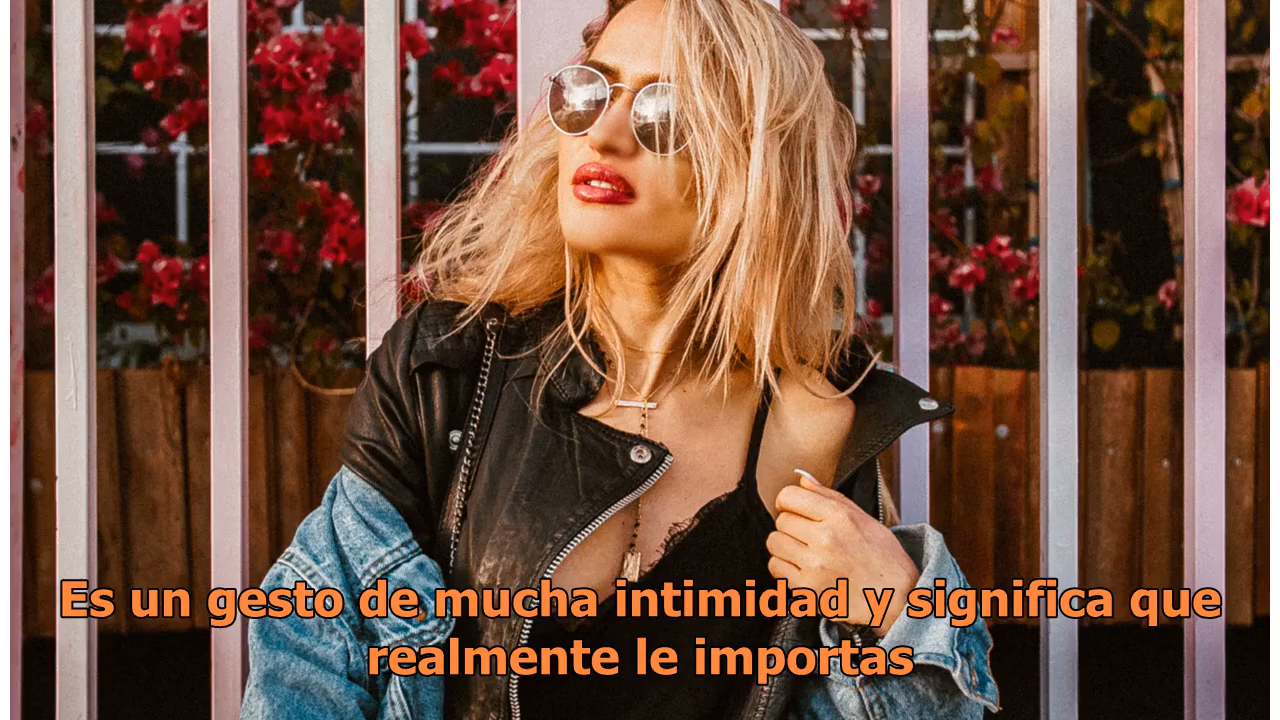 Es un gesto de mucha intimidad y significa que
realmente le importas